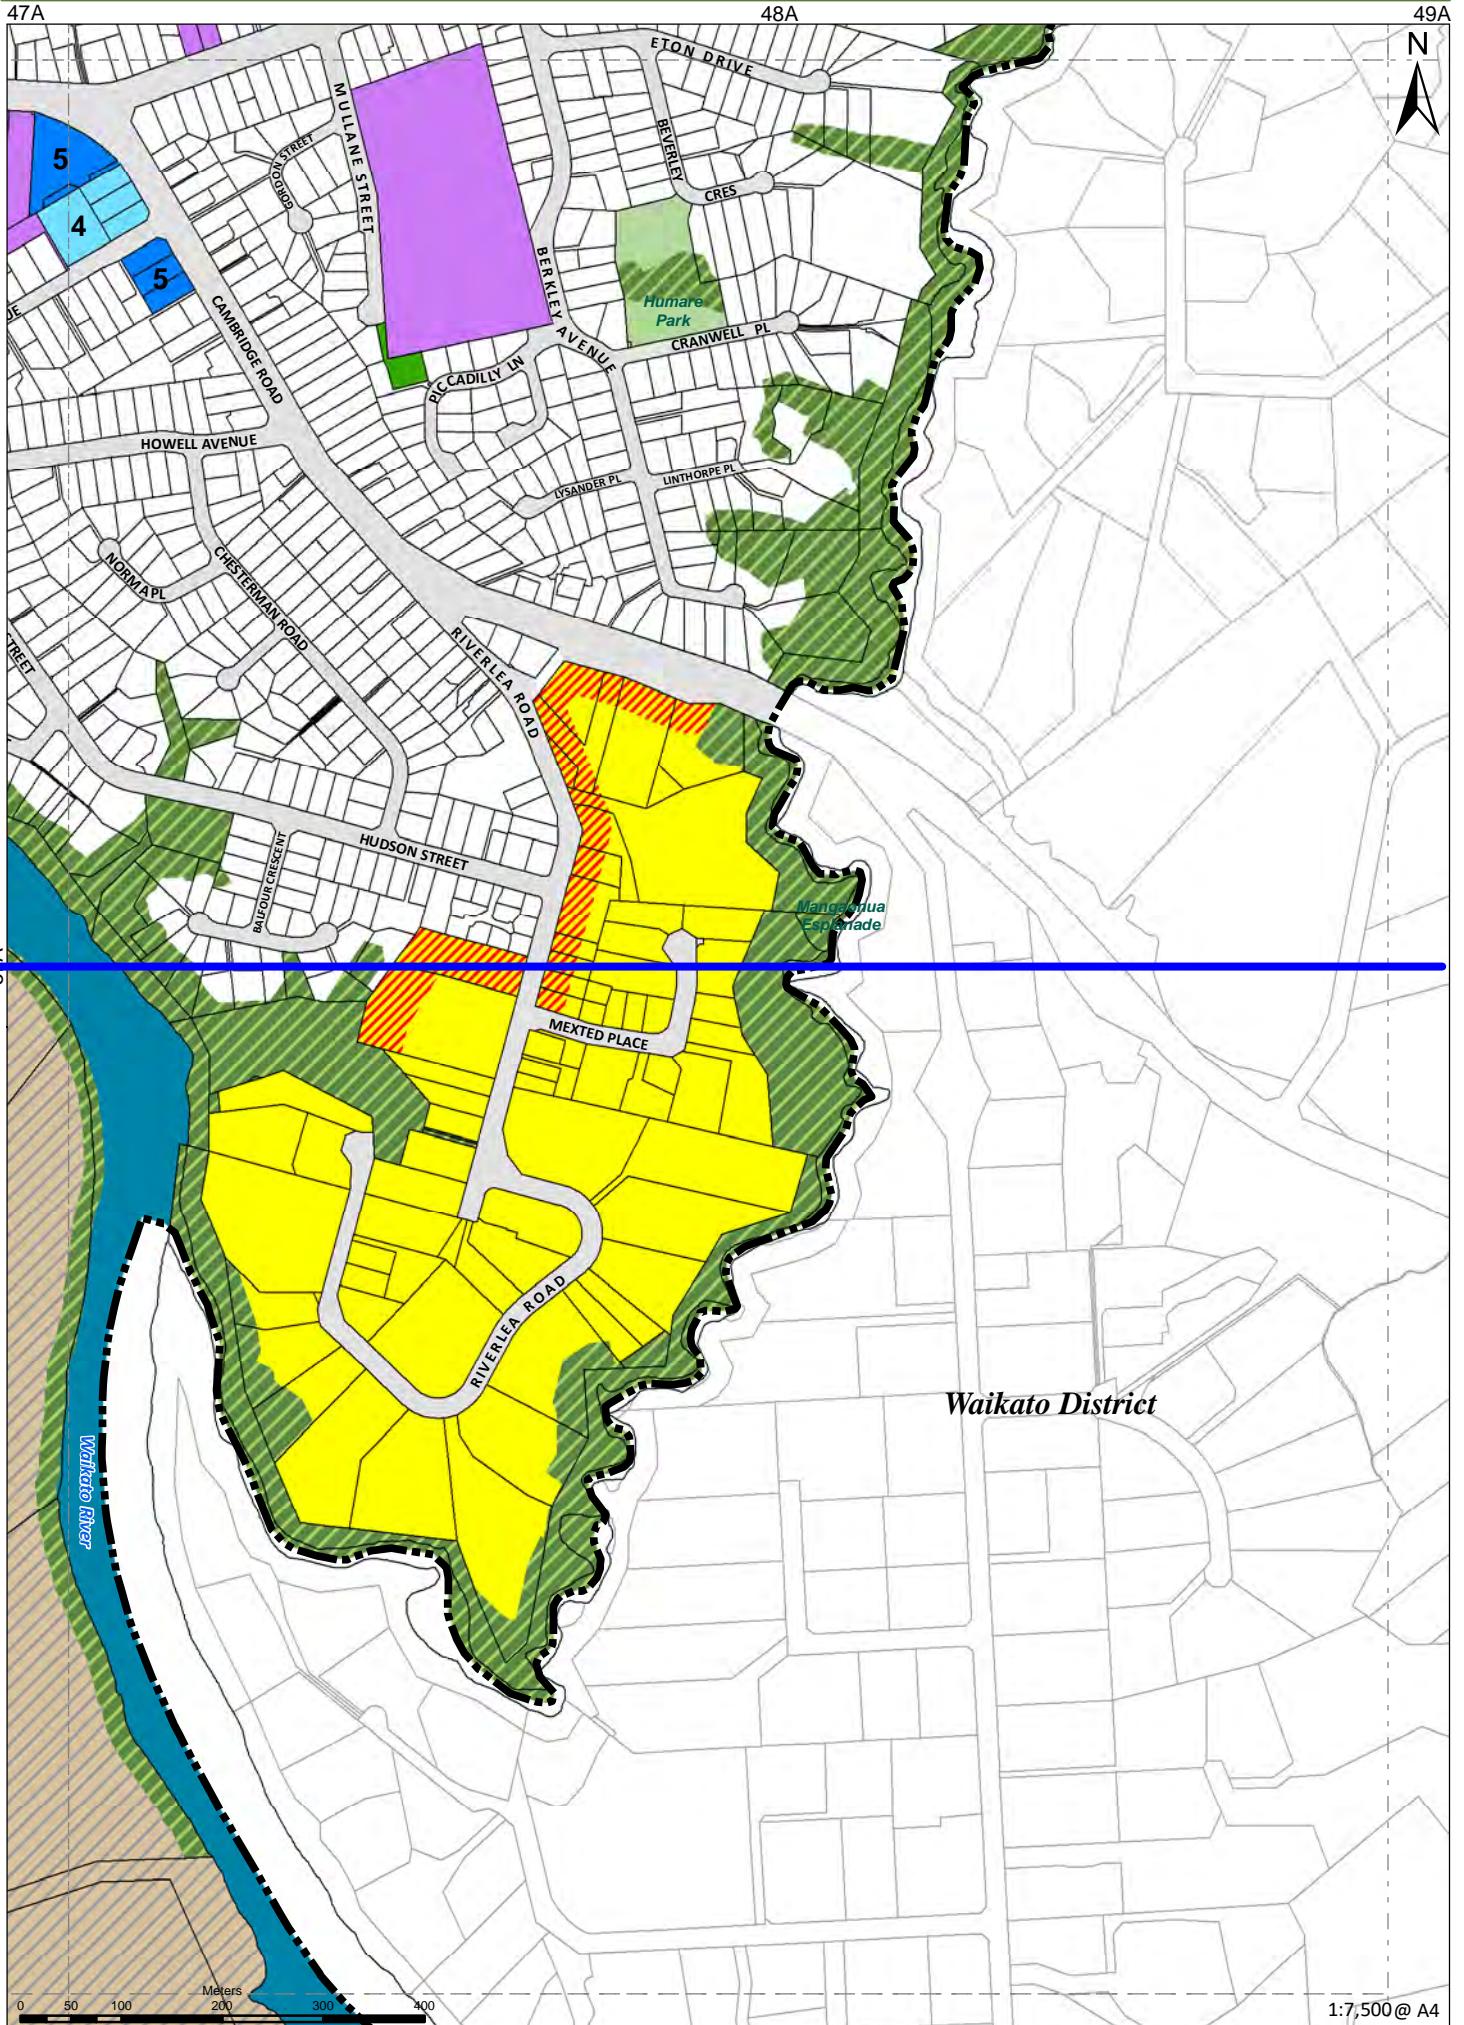 47A
48A
49A
N
ETON DRIVE
MULLANE STREET
GORDON STREET
BEVERLEY
CRES
5
4
5
BERKLEY AVENUE
Humare
Park
CRANWELL PL
CAMBRIDGE ROAD
PICCADILLY LN
HOWELL AVENUE
LYSANDER PL
LINTHORPE PL
NORMA PL
CHESTERMAN ROAD
STREET
RIVERLEA ROAD
HUDSON STREET
BALFOUR CRESCENT
Mangaonua
Esplanade
MEXTED PLACE
RIVERLEA ROAD
Waikato District
Waikato River
Meters
0 50 100 200 300 400
1:7,500@ A4